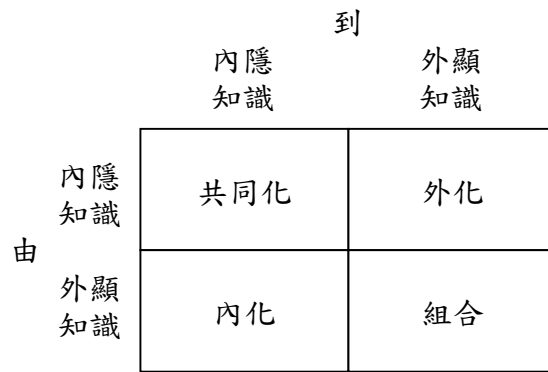 到
內隱 外顯
知識 知識
內隱
知識
共同化 外化
由
外顯
知識
內化 組合